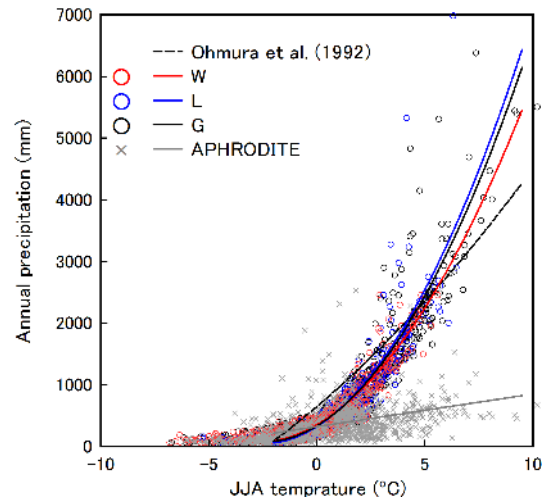 7000
6000
5000
4000
3000
2000
1000
0
Annual precipitation (mm)
Ohmura et al. (1992)
W
L
G
APHRODITE
-10
-5
0
5
10
JJA temprature (°C)